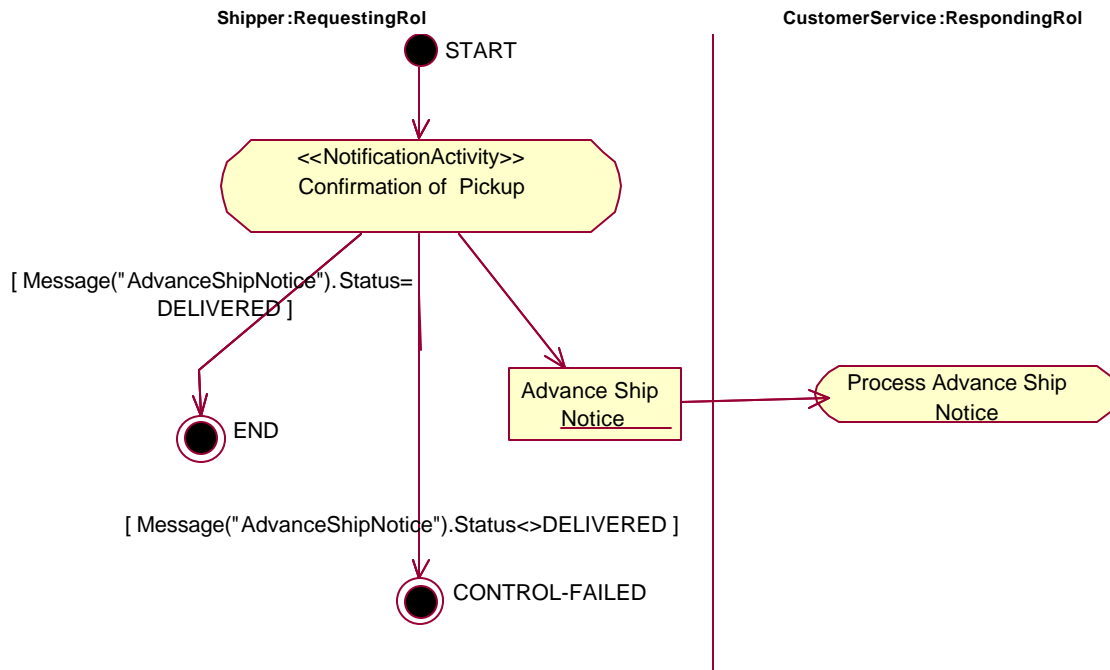 Shipper:RequestingRol
CustomerService:RespondingRol
START
<<NotificationActivity>>
Confirmation of Pickup
[ Message("AdvanceShipNotice").Status=
DELIVERED ]
Advance Ship
Notice
Process Advance Ship
Notice
END
[ Message("AdvanceShipNotice").Status<>DELIVERED ]
CONTROL-FAILED